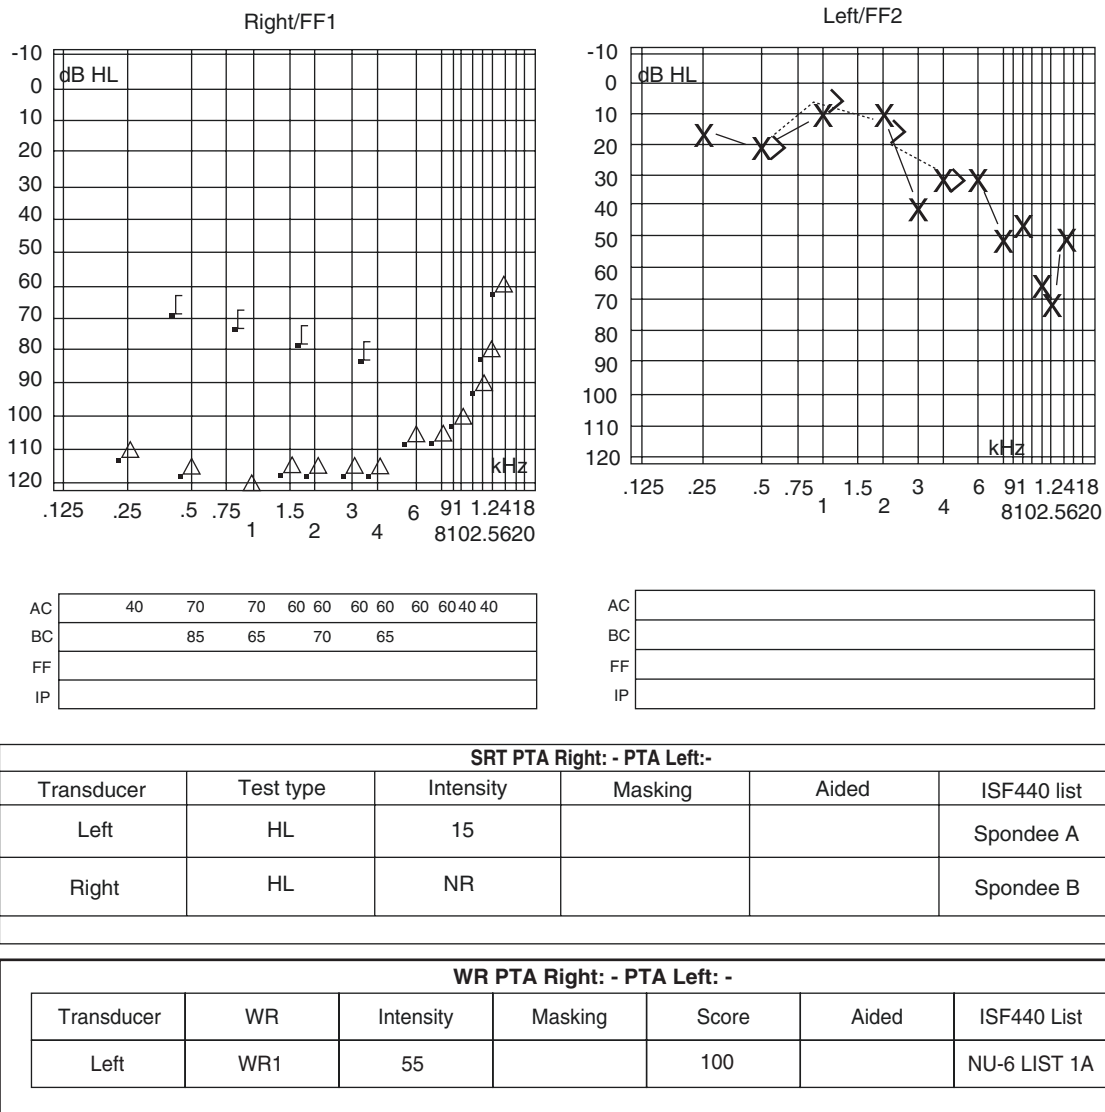 Right/FF1
Left/FF2
dB HL
-10
0
10
20
30
40
50
60
70
80
90
100
110
120
kHz
.125 .25 .5 .75 1.5 3 6 91 1.2418
1 2 4 8102.5620
dB HL
-10
0
10
20
30
40
50
60
70
80
90
100
110
120
kHz
.125 .25 .5 .75 1.5 3 6 91 1.2418
1 2 4 8102.5620
AC 40 70 70 60 60 60 60 60 60 40 40
BC 85 65 70 65
FF
IP
AC
BC
FF
IP
SRT PTA Right: - PTA Left:-
Transducer Test type Intensity Masking Aided ISF440 list
Left HL 15 Spondee A
Right HL NR Spondee B
WR PTA Right: - PTA Left: -
Transducer WR Intensity Masking Score Aided ISF440 List
Left WR1 55 100 NU-6 LIST 1A